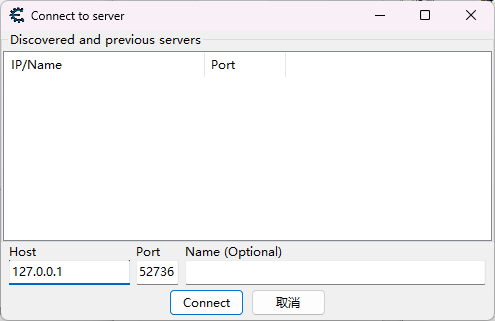 Connect to server
Discovered and previous servers
IP/Name Port
Host Port Name (Optional)
127.0.0.1 52736
Connect 取消